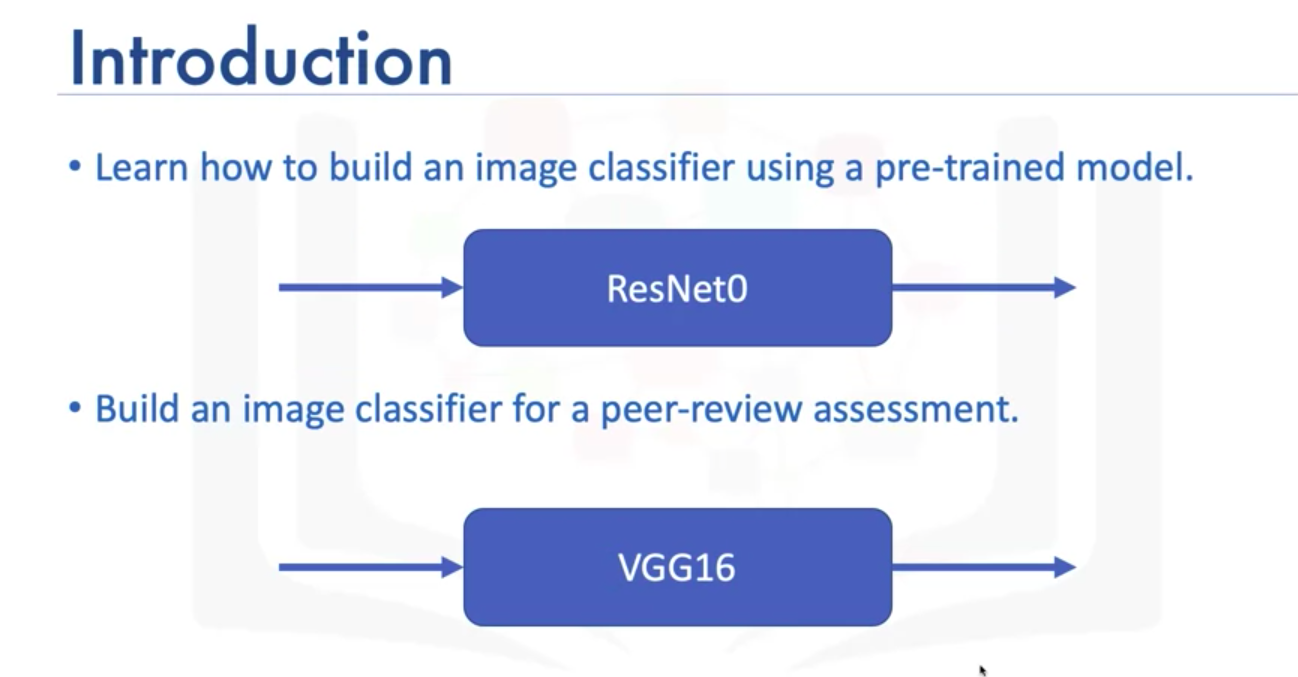 Introduction
• Learn how to build an image classifier using a pre-trained model.
ResNet0
• Build an image classifier for a peer-review assessment.
VGG16